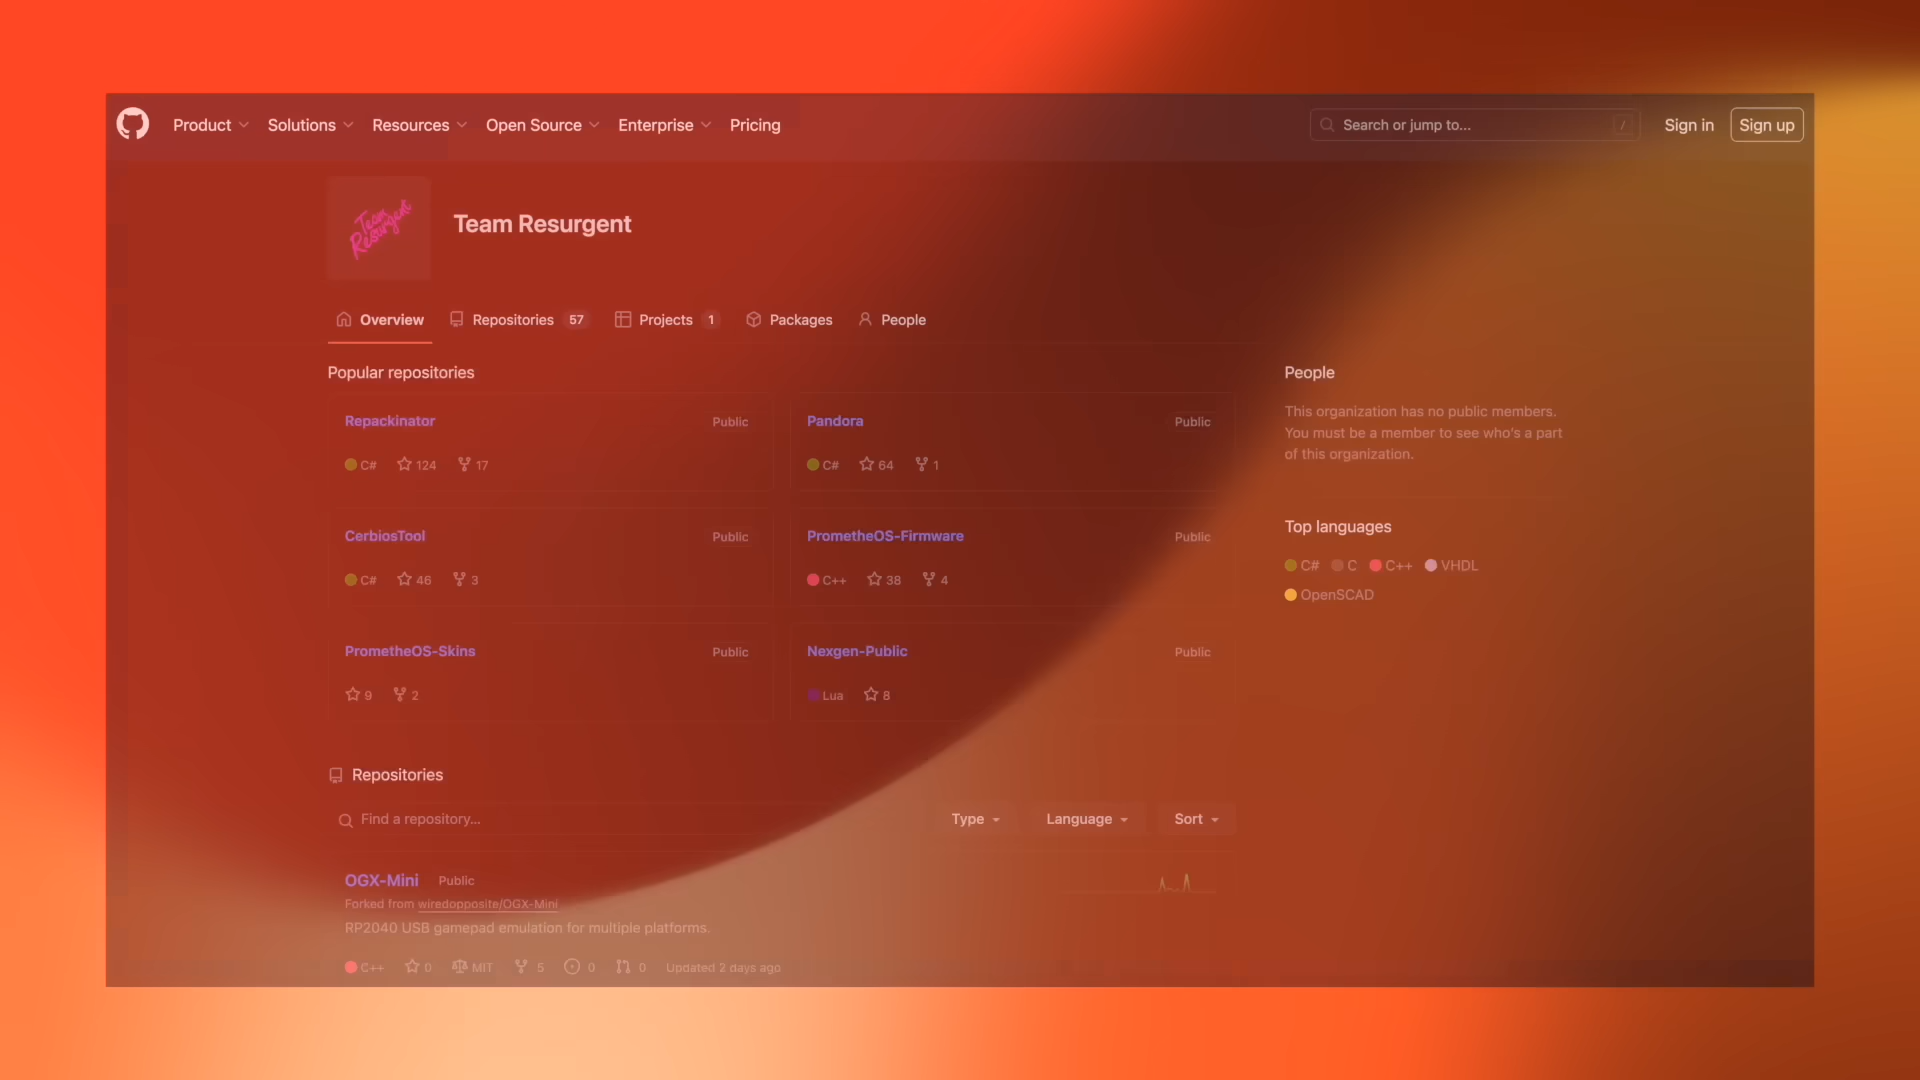 Product Solutions Resources Open Source Enterprise Pricing Search or jump to... / Sign in Sign up
Team Resurgent
Team Resurgent
Overview Repositories 57 Projects 1 Packages People
Popular repositories
Repackinator Public
C# 124 17
Pandora Public
C# 64 1
CerbiosTool Public
C# 46 3
PrometheOS-Firmware Public
C++ 38 4
PrometheOS-Skins Public
9 2
Nexgen-Public Public
Lua 8
People
This organization has no public members.
You must be a member to see who's a part
of this organization.
Top languages
C# C C++ VHDL
OpenSCAD
Repositories
Find a repository... Type Language Sort
OGX-Mini Public
Forked from wiredopposite/OGX-Mini
RP2040 USB gamepad emulation for multiple platforms.
C++ 0 MIT 5 0 0 Updated 2 days ago